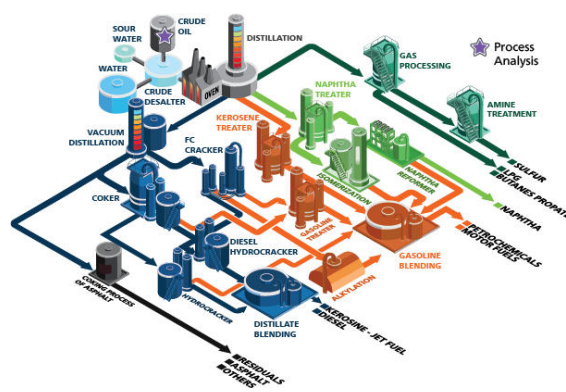 CRUDE
OIL
SOUR
WATER
WATER
CRUDE
DESALTER
OVEN
DISTILLATION
GAS
PROCESSING
Process
Analysis
AMINE
TREATMENT
NAPHTHA
TREATER
KEROSENE
TREATER
VACUUM
DISTILLATION
FC
CRACKER
ISOMERIZATION
NAPHTHA
REFORMER
SULFUR
LPG
BUTANES PROPATE
NAPHTHA
COKER
GASOLINE
TREATER
PETROCHEMICALS
MOTOR FUELS
GASOLINE
BLENDING
DIESEL
HYDROCRACKER
ALKYLATION
HYDROCRACKER
DISTILLATE
BLENDING
KEROSINE - JET FUEL
DIESEL
COKING PROCESS
OF ASPHALT
RESIDUALS
ASPHALT
OTHERS